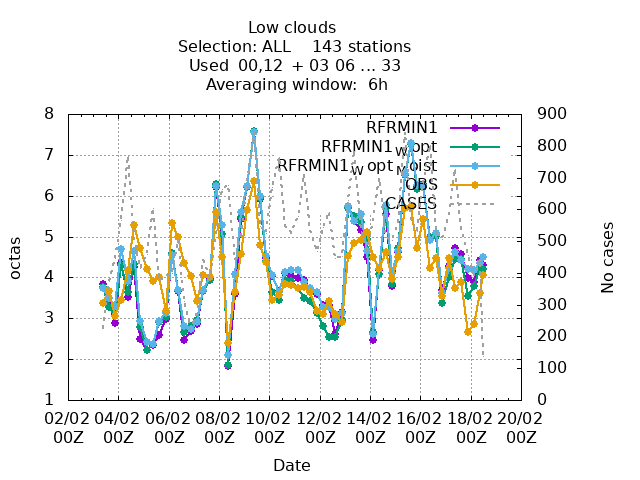 Low clouds
Selection: ALL 143 stations
Used 00,12 + 03 06 ... 33
Averaging window: 6h
RFRMIN1
RFRMIN1_wopt
RFRMIN1_wopt_Moist
OBS
CASES
octas
8
7
6
5
4
3
2
1
No cases
900
800
700
600
500
400
300
200
100
0
02/02 04/02 06/02 08/02 10/02 12/02 14/02 16/02 18/02 20/02
00Z 00Z 00Z 00Z 00Z 00Z 00Z 00Z 00Z 00Z
Date